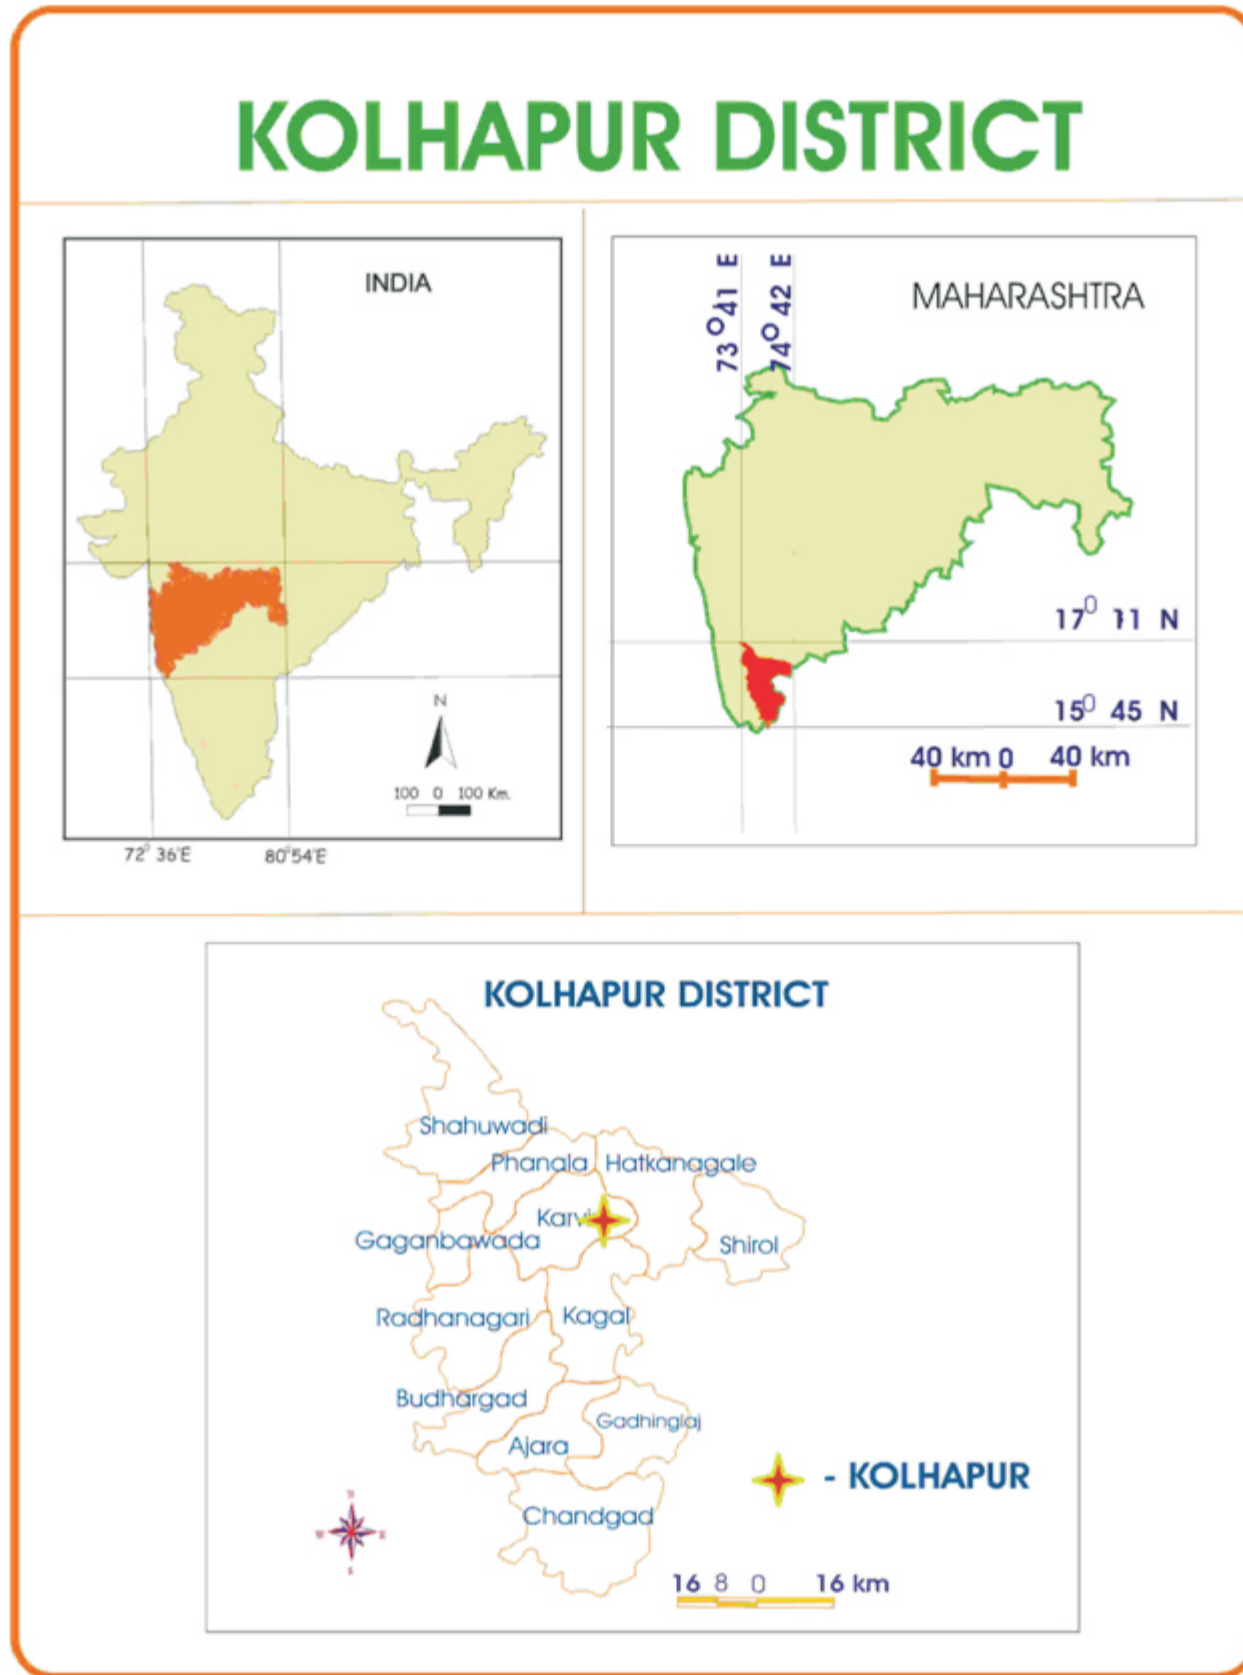 KOLHAPUR DISTRICT
INDIA
N
100 0 100 Km.
72° 36'E 80°54'E
MAHARASHTRA
73° 41 E
74° 42 E
17° 11 N
15° 45 N
40 km 0 40 km
KOLHAPUR DISTRICT
Shahuwadi
Phanala Hatkanagale
Karvi
Gaganbawada
Shirol
Radhanagari Kagal
Budhargad
Gadhinglaj
Ajara
- KOLHAPUR
Chandgad
N
W E
S
16 8 0 16 km